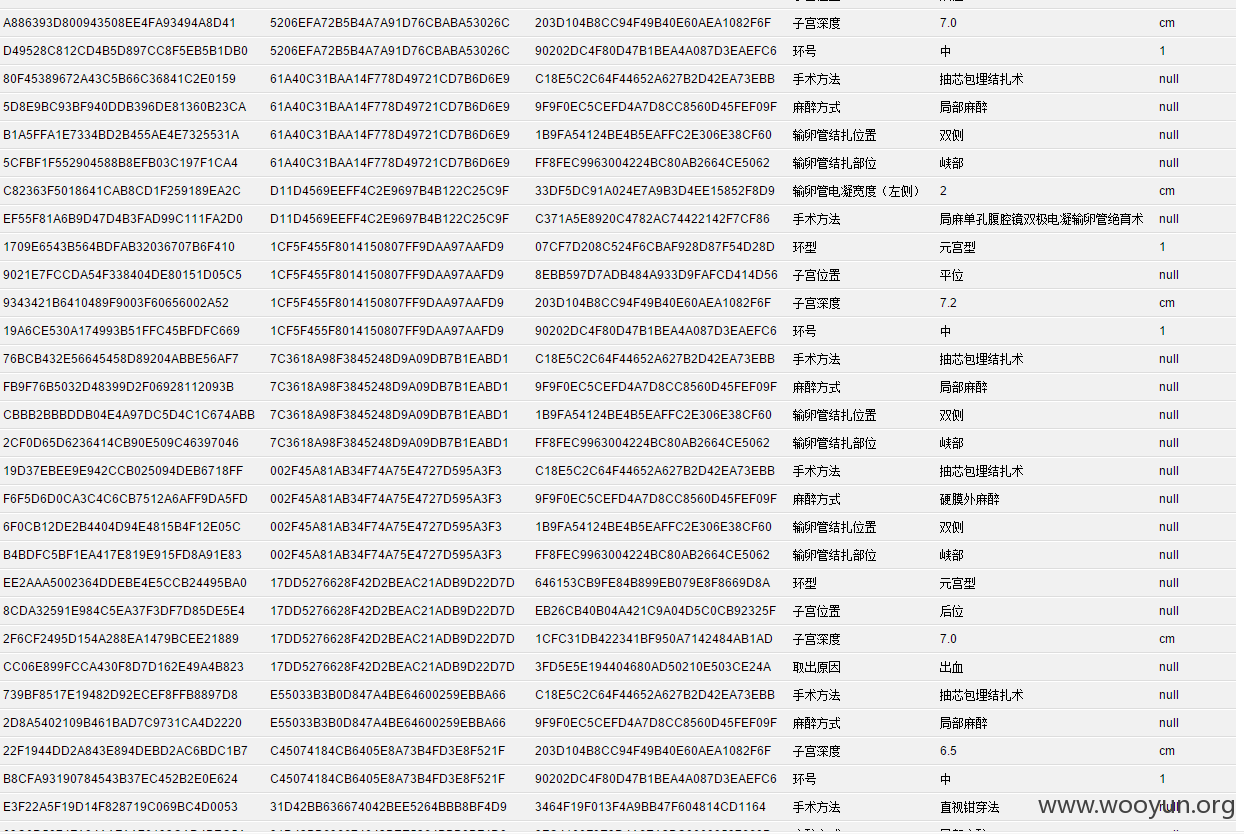 A886393D800943508EE4FA93494A8D41 5206EFA72B5B4A7A91D76CBABA53026C 203D104B8CC94F49B40E60AEA1082F6F 子宫深度 7.0 cm
D49528C812CD4B5D897CC8F5EB5B1DB0 5206EFA72B5B4A7A91D76CBABA53026C 90202DC4F80D47B1BEA4A087D3EAEFC6 环号 中 1
80F45389672A43C5B66C36841C2E0159 61A40C31BAA14F778D49721CD7B6D6E9 C18E5C2C64F44652A627B2D42EA73EBB 手术方法 抽芯包埋结扎术 null
5D8E9BC93BF940DDB396DE81360B23CA 61A40C31BAA14F778D49721CD7B6D6E9 9F9F0EC5CEFD4A7D8CC8560D45FEF09F 麻醉方式 局部麻醉 null
B1A5FFA1E7334BD2B455AE4E7325531A 61A40C31BAA14F778D49721CD7B6D6E9 1B9FA54124BE4B5EAFFC2E306E38CF60 输卵管结扎位置 双侧 null
5CFBF1F552904588B8EFB03C197F1CA4 61A40C31BAA14F778D49721CD7B6D6E9 FF8FEC9963004224BC80AB2664CE5062 输卵管结扎部位 峡部 null
C82363F5018641CAB8CD1F259189EA2C D11D4569EEFF4C2E9697B4B122C25C9F 33DF5DC91A024E7A9B3D4EE15852F8D9 输卵管电凝宽度（左侧） 2 cm
EF55F81A6B9D47D4B3FAD99C111FA2D0 D11D4569EEFF4C2E9697B4B122C25C9F C371A5E8920C4782AC74422142F7CF86 手术方法 局麻单孔腹腔镜双极电凝输卵管绝育术 null
1709E6543B564BDFAB32036707B6F410 1CF5F455F8014150807FF9DAA97AAFD9 07CF7D208C524F6CBAF928D87F54D28D 环型 元宫型 1
9021E7FCCDA54F338404DE80151D05C5 1CF5F455F8014150807FF9DAA97AAFD9 8EBB597D7ADB484A933D9FAFCD414D56 子宫位置 平位 null
9343421B6410489F9003F60656002A52 1CF5F455F8014150807FF9DAA97AAFD9 203D104B8CC94F49B40E60AEA1082F6F 子宫深度 7.2 cm
19A6CE530A174993B51FFC45BFDFC669 1CF5F455F8014150807FF9DAA97AAFD9 90202DC4F80D47B1BEA4A087D3EAEFC6 环号 中 1
76BCB432E56645458D89204ABBE56AF7 7C3618A98F3845248D9A09DB7B1EABD1 C18E5C2C64F44652A627B2D42EA73EBB 手术方法 抽芯包埋结扎术 null
FB9F76B5032D48399D2F06928112093B 7C3618A98F3845248D9A09DB7B1EABD1 9F9F0EC5CEFD4A7D8CC8560D45FEF09F 麻醉方式 局部麻醉 null
CBBB2BBBDDB04E4A97DC5D4C1C674ABB 7C3618A98F3845248D9A09DB7B1EABD1 1B9FA54124BE4B5EAFFC2E306E38CF60 输卵管结扎位置 双侧 null
2CF0D65D6236414CB90E509C46397046 7C3618A98F3845248D9A09DB7B1EABD1 FF8FEC9963004224BC80AB2664CE5062 输卵管结扎部位 峡部 null
19D37EBEE9E942CCB025094DEB6718FF 002F45A81AB34F74A75E4727D595A3F3 C18E5C2C64F44652A627B2D42EA73EBB 手术方法 抽芯包埋结扎术 null
F6F5D6D0CA3C4C6CB7512A6AFF9DA5FD 002F45A81AB34F74A75E4727D595A3F3 9F9F0EC5CEFD4A7D8CC8560D45FEF09F 麻醉方式 硬膜外麻醉 null
6F0CB12DE2B4404D94E4815B4F12E05C 002F45A81AB34F74A75E4727D595A3F3 1B9FA54124BE4B5EAFFC2E306E38CF60 输卵管结扎位置 双侧 null
B4BDFC5BF1EA417E819E915FD8A91E83 002F45A81AB34F74A75E4727D595A3F3 FF8FEC9963004224BC80AB2664CE5062 输卵管结扎部位 峡部 null
EE2AAA5002364DDEBE4E5CCB24495BA0 17DD5276628F42D2BEAC21ADB9D22D7D 646153CB9FE84B899EB079E8F8669D8A 环型 元宫型 null
8CDA32591E984C5EA37F3DF7D85DE5E4 17DD5276628F42D2BEAC21ADB9D22D7D EB26CB40B04A421C9A04D5C0CB92325F 子宫位置 后位 null
2F6CF2495D154A288EA1479BCEE21889 17DD5276628F42D2BEAC21ADB9D22D7D 1CFC31DB422341BF950A7142484AB1AD 子宫深度 7.0 cm
CC06E899FCCA430F8D7D162E49A4B823 17DD5276628F42D2BEAC21ADB9D22D7D 3FD5E5E194404680AD50210E503CE24A 取出原因 出血 null
739BF8517E19482D92ECEF8FFB8897D8 E55033B3B0D847A4BE64600259EBBA66 C18E5C2C64F44652A627B2D42EA73EBB 手术方法 抽芯包埋结扎术 null
2D8A5402109B461BAD7C9731CA4D2220 E55033B3B0D847A4BE64600259EBBA66 9F9F0EC5CEFD4A7D8CC8560D45FEF09F 麻醉方式 局部麻醉 null
22F1944DD2A843E894DEBD2AC6BDC1B7 C45074184CB6405E8A73B4FD3E8F521F 203D104B8CC94F49B40E60AEA1082F6F 子宫深度 6.5 cm
B8CFA93190784543B37EC452B2E0E624 C45074184CB6405E8A73B4FD3E8F521F 90202DC4F80D47B1BEA4A087D3EAEFC6 环号 中 1
E3F22A5F19D14F828719C069BC4D0053 31D42BB636674042BEE5264BBB8BF4D9 3464F19F013F4A9BB47F604814CD1164 手术方法 直视钳穿法 null
www.wooyun.org